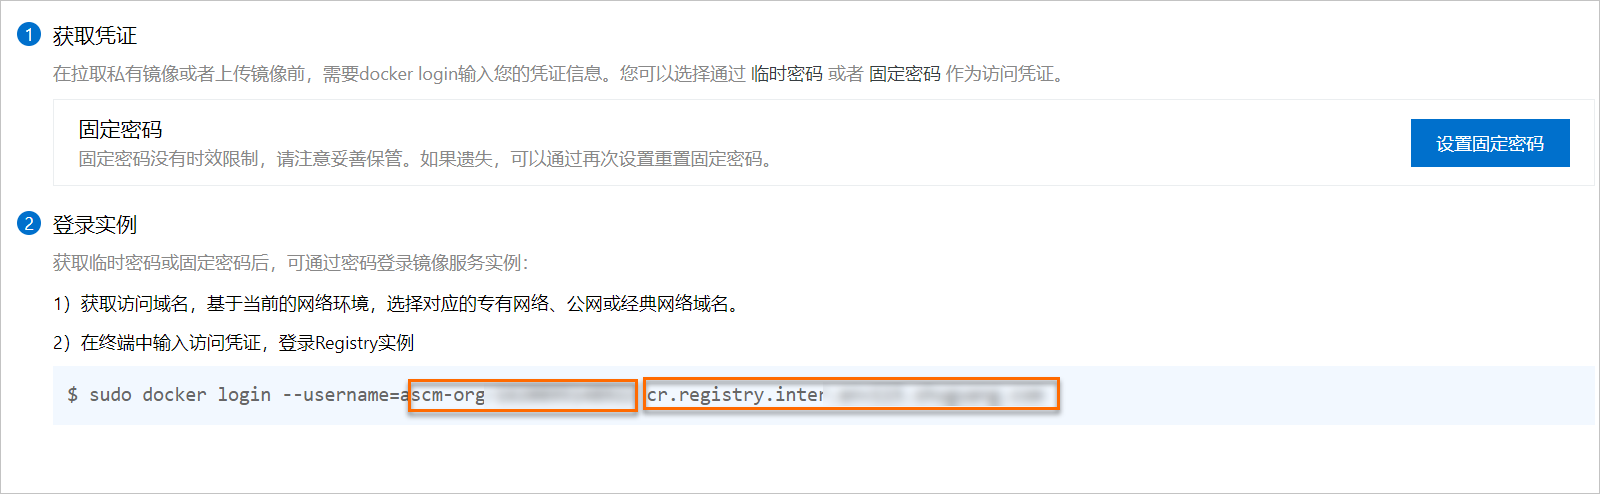 1 获取凭证
在拉取私有镜像或者上传镜像前，需要docker login输入您的凭证信息。您可以选择通过 临时密码 或者 固定密码 作为访问凭证。
固定密码
固定密码没有时效限制，请注意妥善保管。如果遗失，可以通过再次设置重置固定密码。
设置固定密码
2 登录实例
获取临时密码或固定密码后，可通过密码登录镜像服务实例：
1）获取访问域名，基于当前的网络环境，选择对应的专有网络、公网或经典网络域名。
2）在终端中输入访问凭证，登录Registry实例
$ sudo docker login --username=ascm-org cr.registry.inter